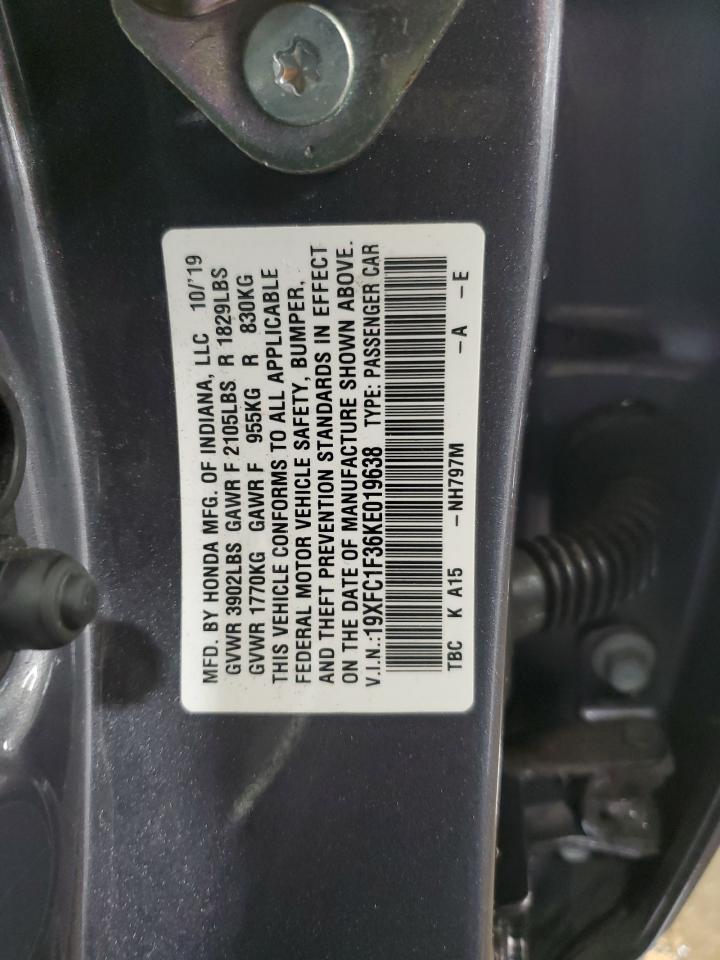 MFD. BY HONDA MFG. OF INDIANA, LLC 10/'19
GVWR 3902LBS GAWR F 2105LBS R 1829LBS
GVWR 1770KG GAWR F 955KG R 830KG
THIS VEHICLE CONFORMS TO ALL APPLICABLE
FEDERAL MOTOR VEHICLE SAFETY, BUMPER,
AND THEFT PREVENTION STANDARDS IN EFFECT
ON THE DATE OF MANUFACTURE SHOWN ABOVE.
V.I.N.:19XFC1F36KE019638 TYPE: PASSENGER CAR
TBC K A15 -NH797M -A -E